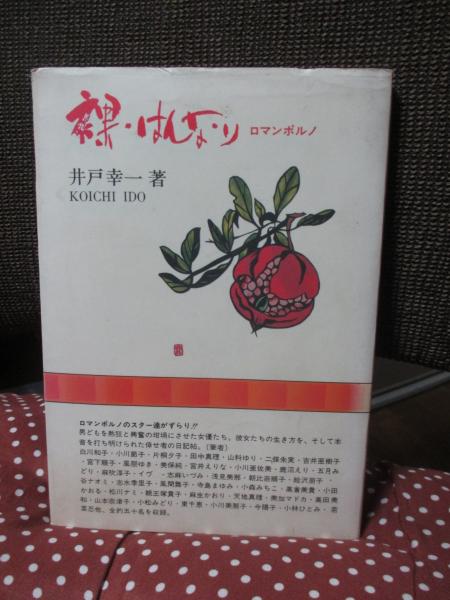 裸・はんなり ロマンポルノ
井戸幸一 著
KOICHI IDO
ロマンポルノのスター達がずらり!!
男どもを熱狂と興奮の坩堝にさせた女優たち。彼女たちの生き方を、そして本
音を打ち明けられた倖せ者の日記帖。(筆者)
白川和子・小川節子・片桐夕子・田中真理・山科ゆり・二條朱実・吉井亜樹子
・宮下順子・風間ゆき・美保純・宮井えりな・小川亜佐美・鹿沼えり・五月み
どり・麻吹淳子・イヴ・志麻いづみ・浅見美那・朝比奈順子・絵沢萠子・
谷ナオミ・志水季里子・風間舞子・寺島まゆみ・小森みちこ・高倉美貴・小田
かおる・松川ナミ・親王塚貴子・麻生かおり・天地真理・美加マドカ・高田美
和・山本奈津子・小松みどり・東千恵・小川美那子・今陽子・小林ひとみ・若
菜忍他、全約五十名を収録。